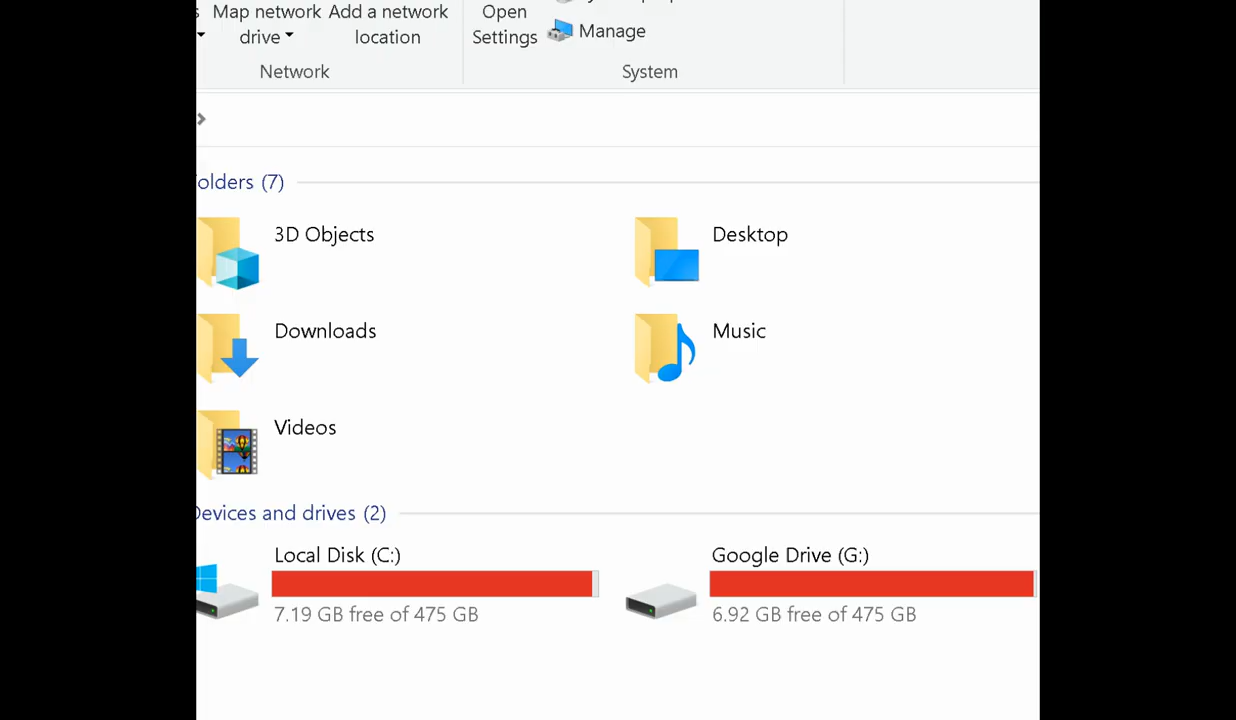 Map network Add a network Open
drive location Settings Manage
Network System
olders (7)
3D Objects Desktop
Downloads Music
Videos
Devices and drives (2)
Local Disk (C:) Google Drive (G:)
7.19 GB free of 475 GB 6.92 GB free of 475 GB